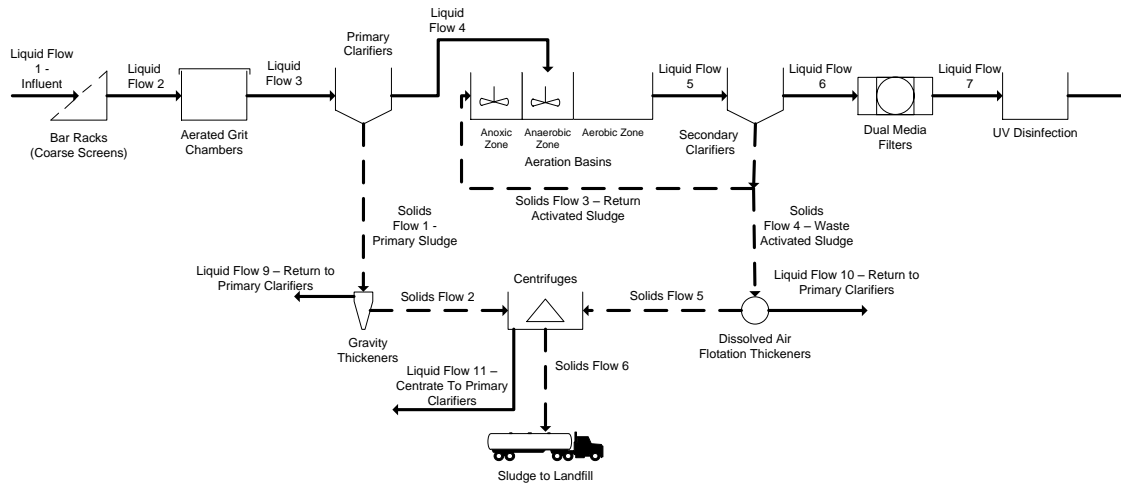 Liquid Flow
1 -
Influent
Liquid
Flow 2
Liquid
Flow 3
Primary
Clarifiers
Liquid
Flow 4
Liquid Flow
5
Liquid Flow
6
Liquid Flow
7
Bar Racks
(Coarse Screens)
Aerated Grit
Chambers
Anoxic
Zone
Anaerobic
Zone
Aerobic Zone
Aeration Basins
Secondary
Clarifiers
Dual Media
Filters
UV Disinfection
Solids Flow 3 – Return
Activated Sludge
Solids
Flow 1 -
Primary Sludge
Solids
Flow 4 – Waste
Activated Sludge
Liquid Flow 9 – Return to
Primary Clarifiers
Solids Flow 2
Centrifuges
Solids Flow 5
Liquid Flow 10 – Return to
Primary Clarifiers
Gravity
Thickeners
Dissolved Air
Flotation Thickeners
Liquid Flow 11 –
Centrate To Primary
Clarifiers
Solids Flow 6
Sludge to Landfill